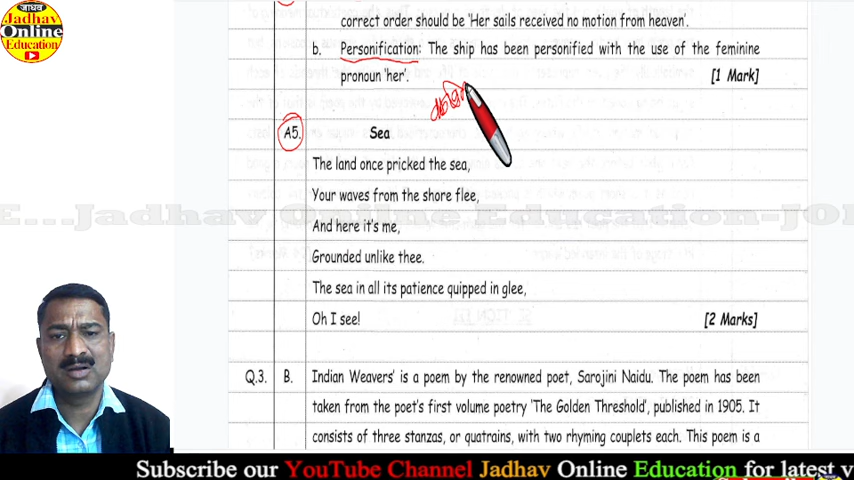 जाधव
Jadhav
Online
Education
correct order should be 'Her sails received no motion from heaven'.
b. Personification: The ship has been personified with the use of the feminine
pronoun 'her'. [1 Mark]
A5. Sea
The land once pricked the sea,
Your waves from the shore flee,
E...Jadhav Online Education-JO
And here it's me,
Grounded unlike thee.
The sea in all its patience quipped in glee,
Oh I see! [2 Marks]
Q.3. B. Indian Weavers' is a poem by the renowned poet, Sarojini Naidu. The poem has been
taken from the poet's first volume poetry 'The Golden Threshold', published in 1905. It
consists of three stanzas, or quatrains, with two rhyming couplets each. This poem is a
Subscribe our YouTube Channel Jadhav Online Education for latest v